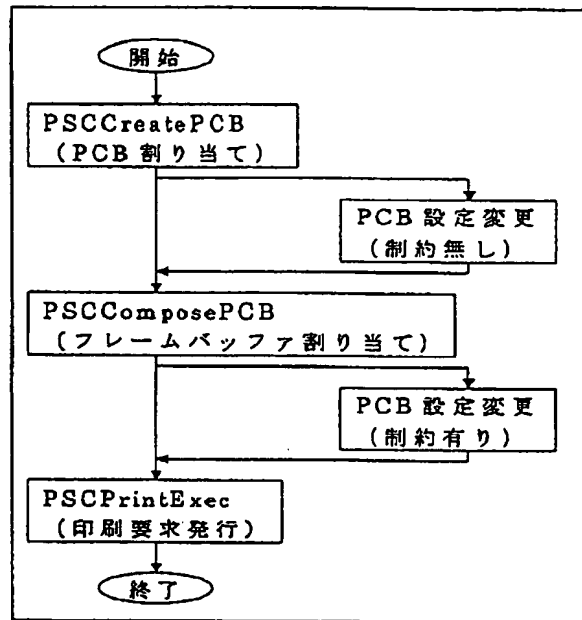 開始
PSCCreatePCB
(PCB割り当て)
PCB設定変更
(制約無し)
PSCComposePCB
(フレームバッファ割り当て)
PCB設定変更
(制約有り)
PSCPrintExec
(印刷要求発行)
終了